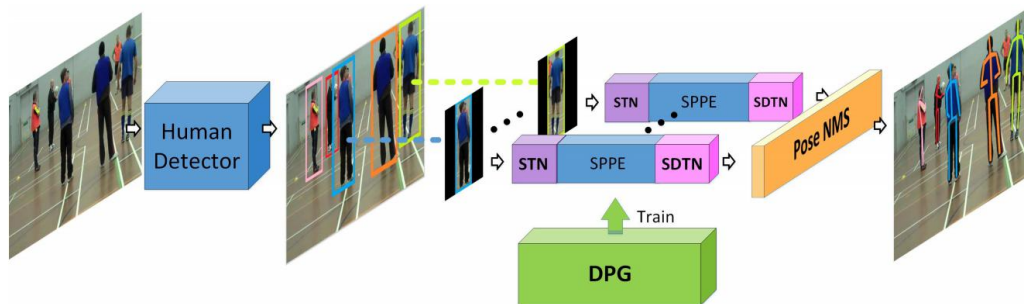 Human
Detector
STN
SPPE
SDTN
STN
SPPE
SDTN
Pose NMS
Train
DPG